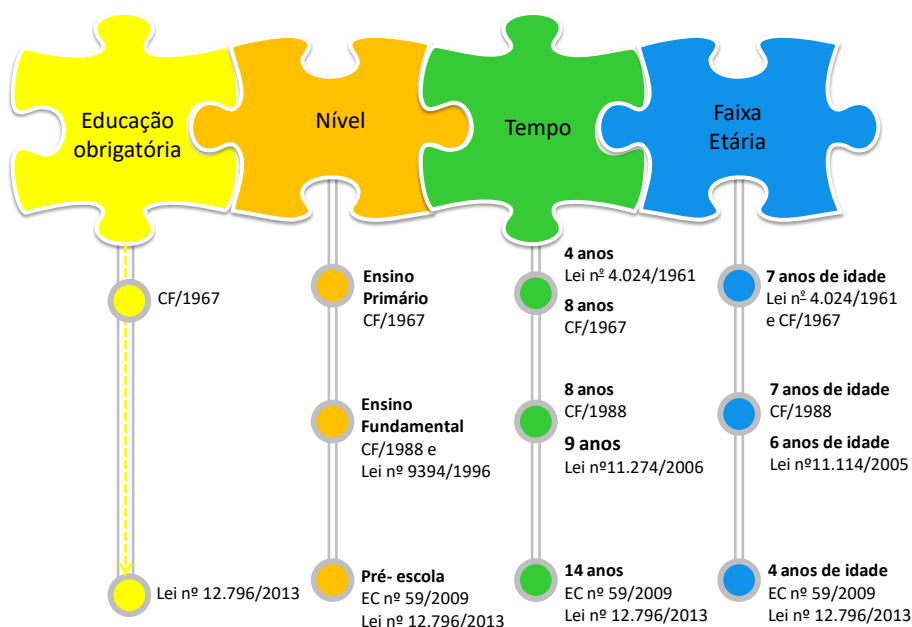 Educação
obrigatória
Nível
Tempo
Faixa
Etária
CF/1967
Lei nº 12.796/2013
Ensino
Primário
CF/1967
Ensino
Fundamental
CF/1988 e
Lei nº 9394/1996
Pré- escola
EC nº 59/2009
Lei nº 12.796/2013
4 anos
Lei nº 4.024/1961
8 anos
CF/1967
8 anos
CF/1988
9 anos
Lei nº11.274/2006
14 anos
EC nº 59/2009
Lei nº 12.796/2013
7 anos de idade
Lei nº 4.024/1961
e CF/1967
7 anos de idade
CF/1988
6 anos de idade
Lei nº11.114/2005
4 anos de idade
EC nº 59/2009
Lei nº 12.796/2013